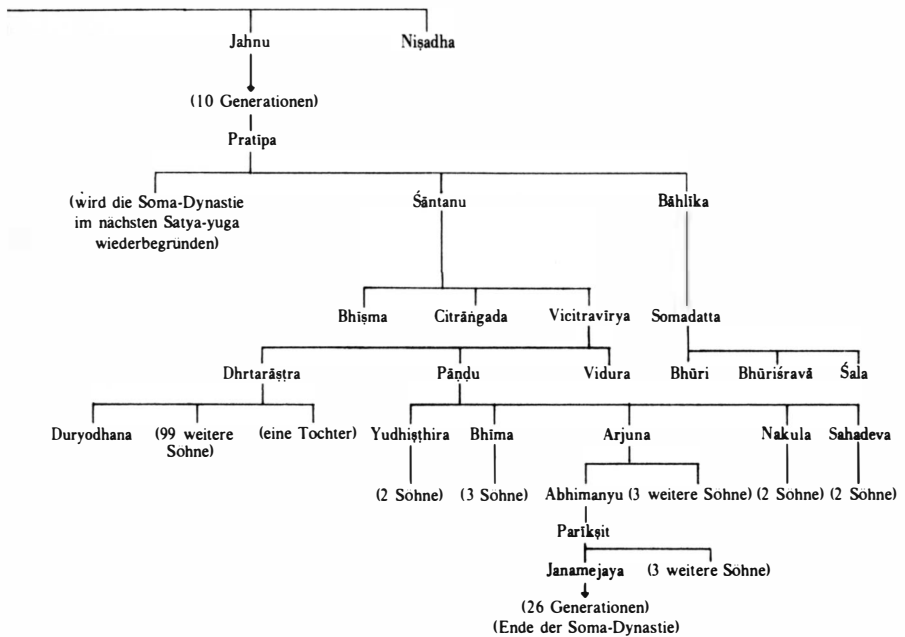 Jahnu
Niṣadha
(10 Generationen)
Pratīpa
(wird die Soma-Dynastie
im nächsten Satya-yuga
wiederbegründen)
Śāntanu
Bāhlīka
Bhīṣma
Citrāṅgada
Vicitravīrya
Somadatta
Dhrtarāṣṭra
Pāṇḍu
Vidura
Bhūri
Bhūriśravā
Śala
Duryodhana
(99 weitere
Söhne)
(eine Tochter)
Yudhiṣṭhira
Bhīma
Arjuna
Nakula
Sahadeva
(2 Söhne)
(3 Söhne)
Abhimanyu
(3 weitere Söhne)
(2 Söhne)
(2 Söhne)
Parīkṣit
Janamejaya
(3 weitere Söhne)
(26 Generationen)
(Ende der Soma-Dynastie)